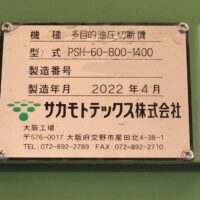 機種 多目的油圧切断機
型式 PSH-60-800-1400
製造番号
製造年月 2022年4月
サカモトテックス株式会社
大阪工場
〒576-0017 大阪府交野市星田北4-38-1
TEL:072-892-2789 FAX:072-892-2710